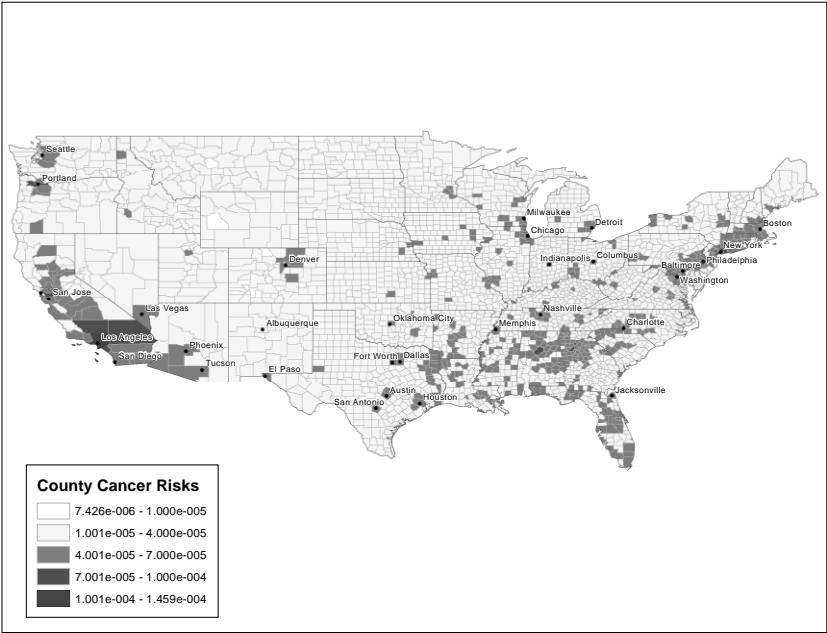 Seattle
Portland
Milwaukee
Detroit
Boston
Chicago
New York
Denver
Indianapolis
Columbus
Baltimore
Philadelphia
Washington
San Jose
Las Vegas
Nashville
Oklahoma City
Memphis
Charlotte
Albuquerque
Los Angeles
Phoenix
San Diego
Tucson
Fort Worth
Dallas
El Paso
Austin
Jacksonville
San Antonio
Houston
County Cancer Risks
7.426e-006 - 1.000e-005
1.001e-005 - 4.000e-005
4.001e-005 - 7.000e-005
7.001e-005 - 1.000e-004
1.001e-004 - 1.459e-004